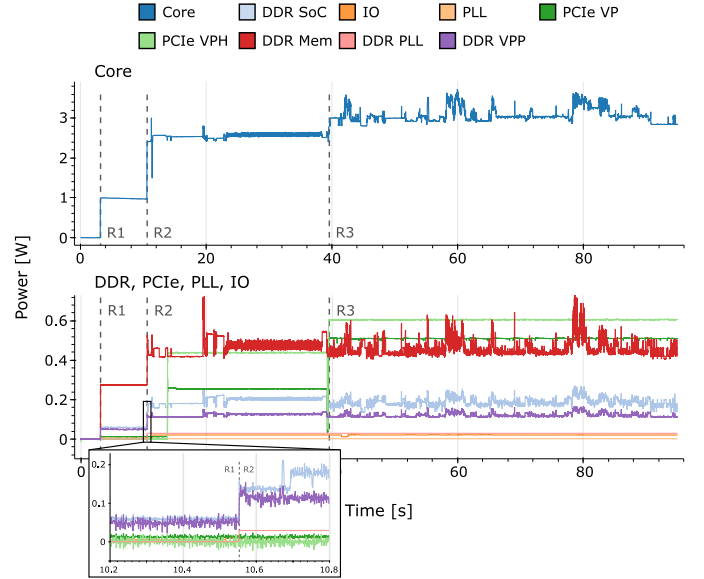 Core DDR SoC IO PLL PCIe VP
PCIe VPH DDR Mem DDR PLL DDR VPP
Core
3
2
1
0
R1 R2 R3
0 20 40 60 80
Power [W]
DDR, PCIe, PLL, IO
R1 R2 R3
0.6
0.4
0.2
0
0 20 40 60 80
0.2
0.1
0
R1 R2
10.2 10.4 10.6 10.8
Time [s]